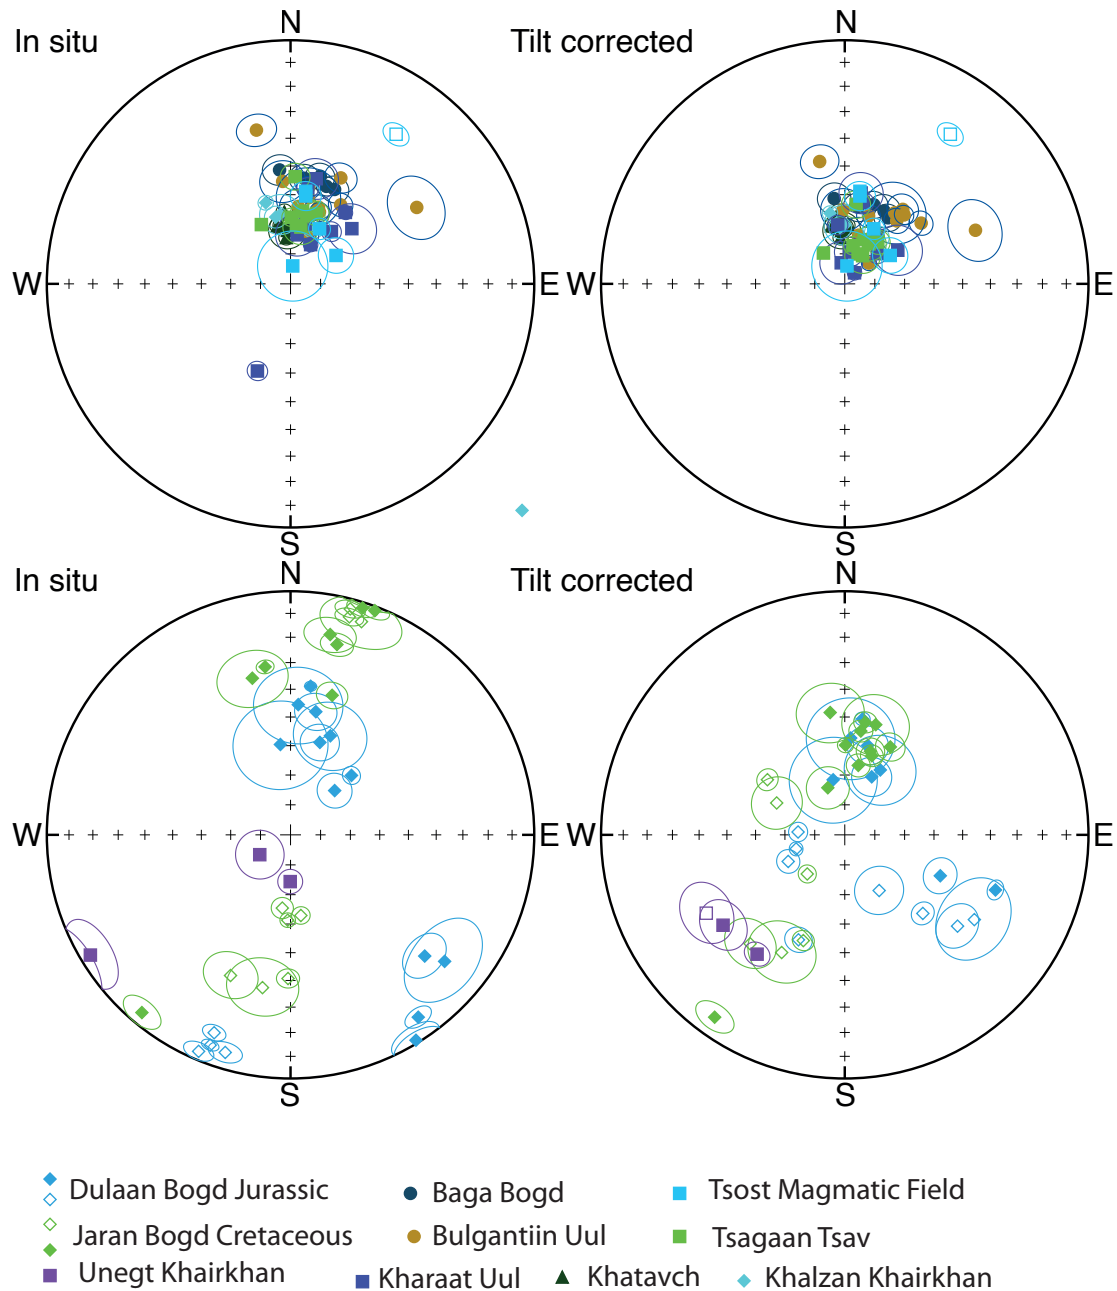 In situ
N
W
E
S
Tilt corrected
N
W
E
S
In situ
N
W
E
S
Tilt corrected
N
W
E
S
Dulaan Bogd Jurassic
Baga Bogd
Tsost Magmatic Field
Jaran Bogd Cretaceous
Bulgantiin Uul
Tsagaan Tsav
Unegt Khairkhan
Kharaat Uul
Khatavch
Khalzan Khairkhan